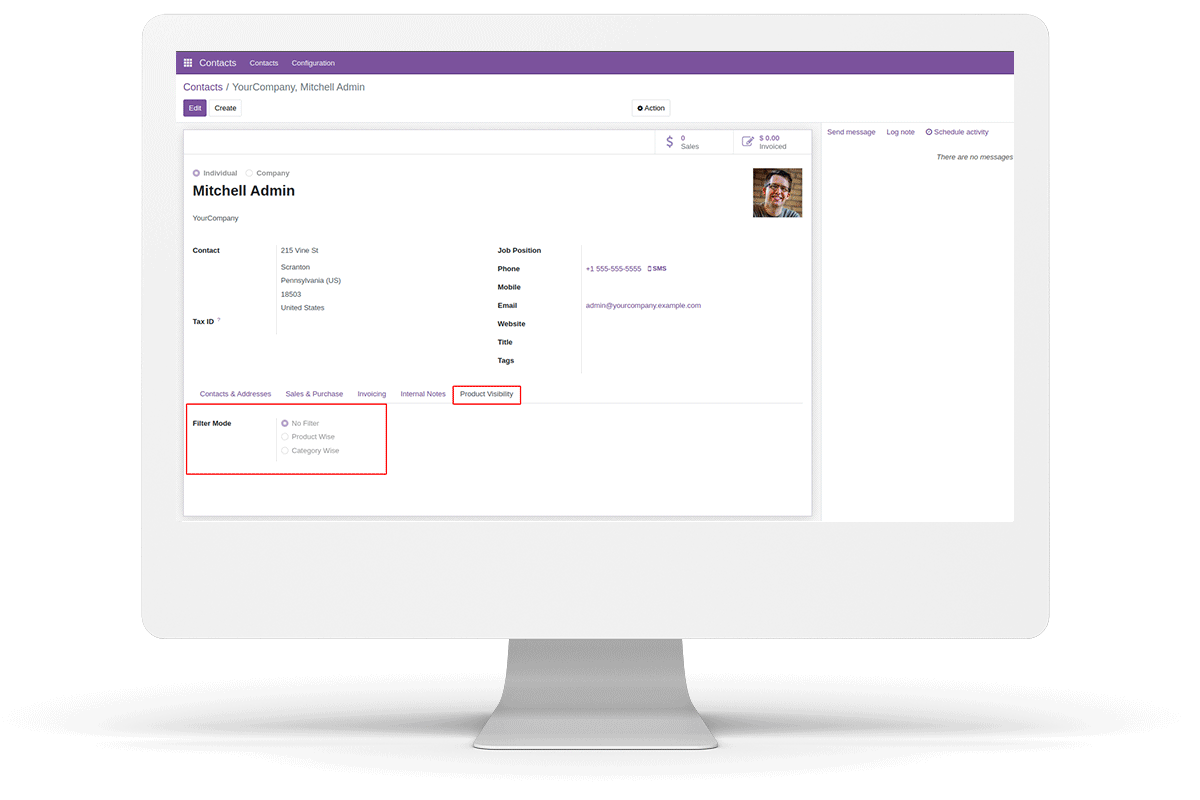 Contacts Contacts Configuration
Contacts / YourCompany, Mitchell Admin
Edit Create Action
0 Sales
$ 0.00 Invoiced
Send message Log note Schedule activity
There are no messages
Individual Company
Mitchell Admin
YourCompany
Contact 215 Vine St
Scranton
Pennsylvania (US)
18503
United States
Tax ID ?
Job Position
Phone +1 555-555-5555 SMS
Mobile
Email admin@yourcompany.example.com
Website
Title
Tags
Contacts & Addresses Sales & Purchase Invoicing Internal Notes Product Visibility
Filter Mode No Filter
Product Wise
Category Wise